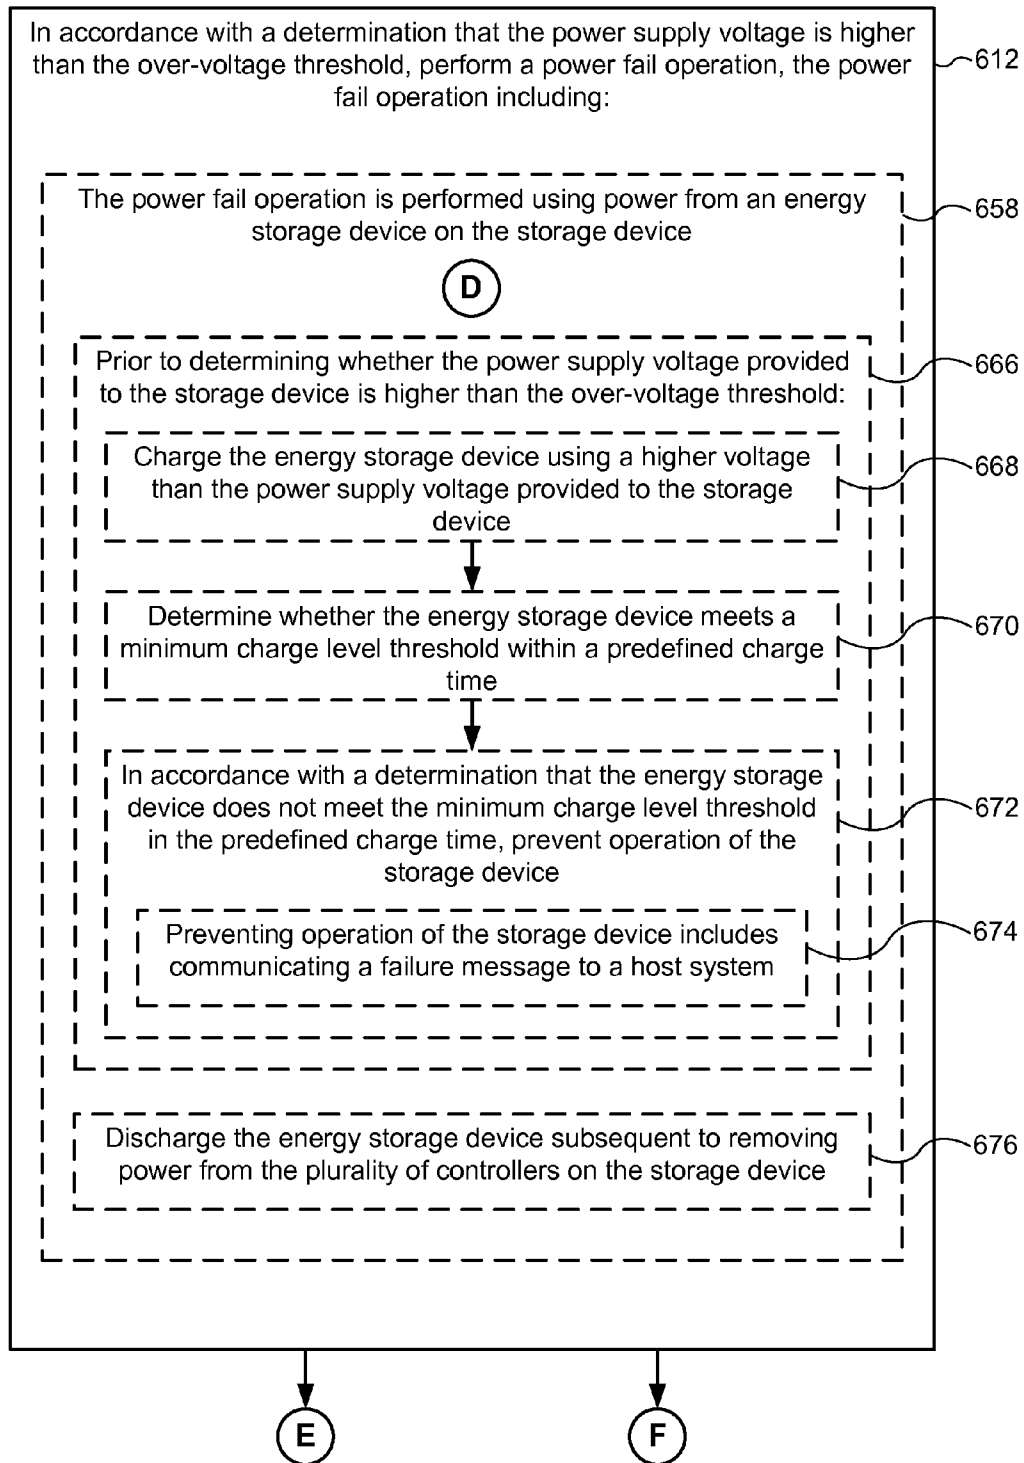 In accordance with a determination that the power supply voltage is higher
than the over-voltage threshold, perform a power fail operation, the power
fail operation including:
612
The power fail operation is performed using power from an energy
storage device on the storage device
658
D
Prior to determining whether the power supply voltage provided
to the storage device is higher than the over-voltage threshold:
666
Charge the energy storage device using a higher voltage
than the power supply voltage provided to the storage
device
668
Determine whether the energy storage device meets a
minimum charge level threshold within a predefined charge
time
670
In accordance with a determination that the energy storage
device does not meet the minimum charge level threshold
in the predefined charge time, prevent operation of the
storage device
672
Preventing operation of the storage device includes
communicating a failure message to a host system
674
Discharge the energy storage device subsequent to removing
power from the plurality of controllers on the storage device
676
E
F